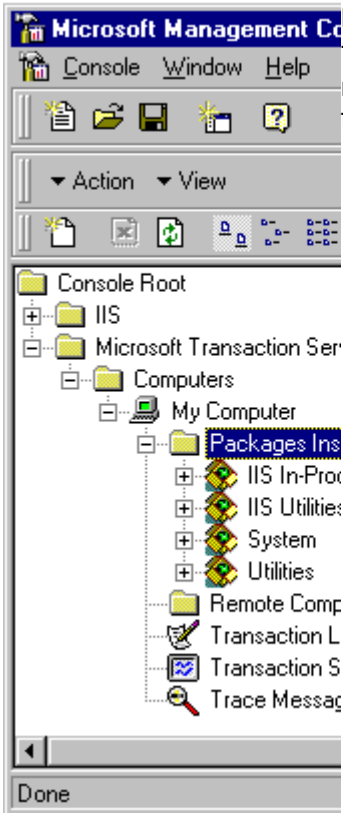 Microsoft Management Co
Console Window Help
Action View
Console Root
IIS
Microsoft Transaction Ser
Computers
My Computer
Packages Ins
IIS In-Proc
IIS Utilities
System
Utilities
Remote Comp
Transaction L
Transaction S
Trace Messag
Done